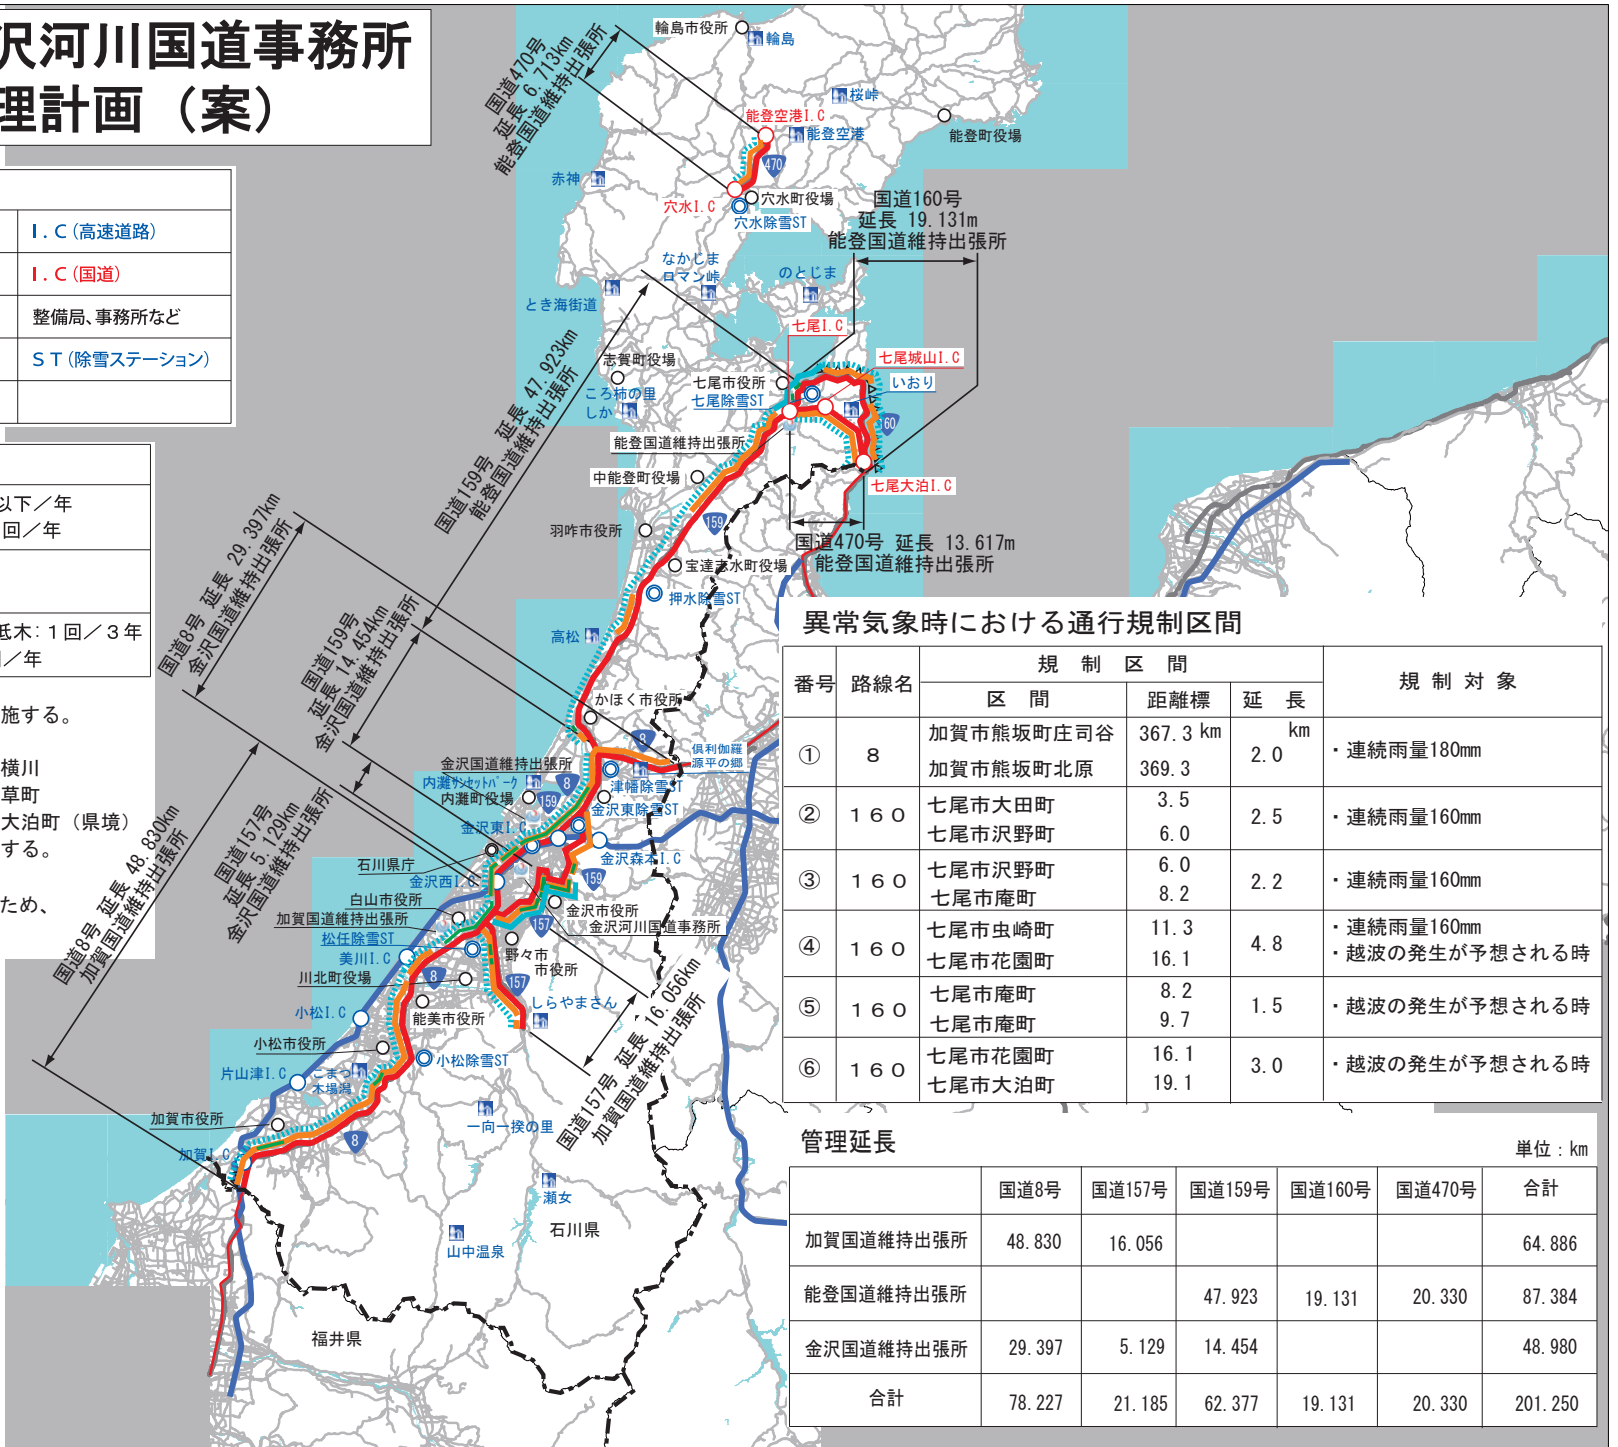 沢河川国道事務所
理計画（案）
I.C(高速道路)
I.C(国道)
整備局、事務所など
ST(除雪ステーション)
以下／年
回／年
低木:１回／３年
／年
施する。
横川
草町
大泊町（県境）
する。
ため、
国道470号
延長 6.713km
能登国道維持出張所
輪島市役所
輪島
桜峠
能登空港I.C
能登空港
能登町役場
470
赤神
穴水I.C
穴水町役場
穴水除雪ST
国道160号
延長 19.131m
能登国道維持出張所
なかじま
ロマン峠
のとじま
とき海街道
七尾I.C
七尾城山I.C
いおり
志賀町役場
ころ柿の里
しか
七尾市役所
七尾除雪ST
160
国道159号 延長 47.923km
能登国道維持出張所
能登国道維持出張所
中能登町役場
七尾大泊I.C
159
羽咋市役所
国道470号 延長 13.617m
能登国道維持出張所
宝達志水町役場
押水除雪ST
国道8号 延長 29.397km
金沢国道維持出張所
国道159号
延長 14.454km
金沢国道維持出張所
高松
かほく市役所
8
倶利伽羅
源平の郷
金沢国道維持出張所
内灘サンセットパーク
内灘町役場
8
159
津幡除雪ST
金沢東除雪ST
金沢東I.C
石川県庁
金沢森本I.C
159
金沢西I.C
国道157号
延長 5.129km
金沢国道維持出張所
白山市役所
加賀国道維持出張所
松任除雪ST
美川I.C
川北町役場
金沢市役所
金沢河川国道事務所
157
野々市
市役所
国道8号 延長 48.830km
加賀国道維持出張所
8
157
しらやまさん
能美市役所
小松I.C
小松市役所
小松除雪ST
片山津I.C
こまつ
木場潟
国道157号 延長 16.056km
加賀国道維持出張所
加賀市役所
8
一向一揆の里
加賀I.C
瀬女
石川県
山中温泉
福井県
異常気象時における通行規制区間
番号 路線名 規制区間 規制対象
区間 距離標 延長
① 8 加賀市熊坂町庄司谷 367.3 km 2.0 km ・連続雨量180mm
加賀市熊坂町北原 369.3
② １６０ 七尾市大田町 3.5 2.5 ・連続雨量160mm
七尾市沢野町 6.0
③ １６０ 七尾市沢野町 6.0 2.2 ・連続雨量160mm
七尾市庵町 8.2
④ １６０ 七尾市虫崎町 11.3 4.8 ・連続雨量160mm
七尾市花園町 16.1 ・越波の発生が予想される時
⑤ １６０ 七尾市庵町 8.2 1.5 ・越波の発生が予想される時
七尾市庵町 9.7
⑥ １６０ 七尾市花園町 16.1 3.0 ・越波の発生が予想される時
七尾市大泊町 19.1
管理延長
単位：km
国道8号 国道157号 国道159号 国道160号 国道470号 合計
加賀国道維持出張所 48.830 16.056 64.886
能登国道維持出張所 47.923 19.131 20.330 87.384
金沢国道維持出張所 29.397 5.129 14.454 48.980
合計 78.227 21.185 62.377 19.131 20.330 201.250